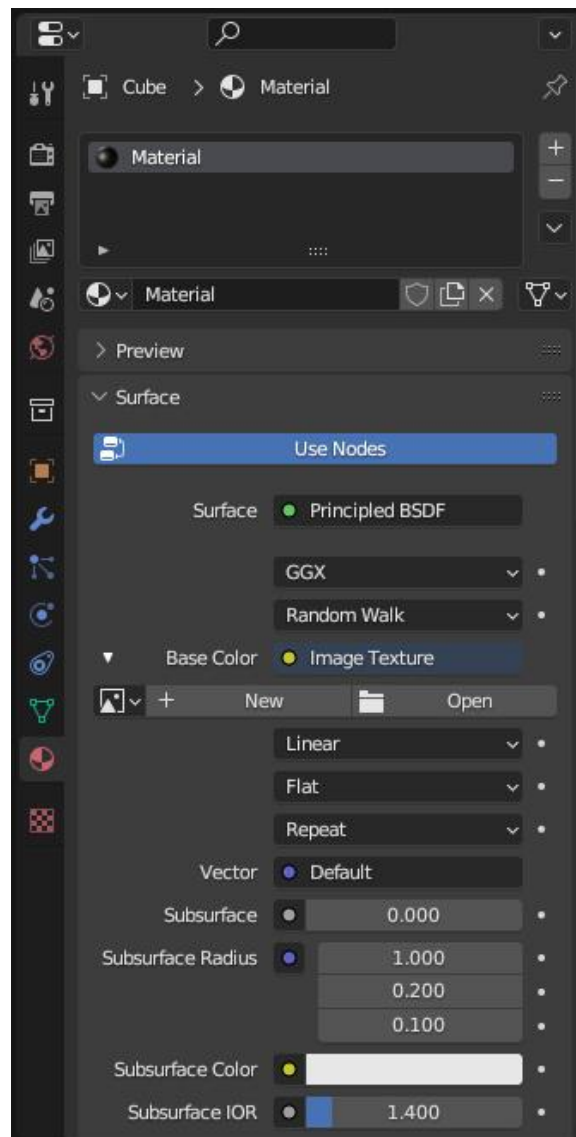 Cube > Material
Material
Material
Preview
Surface
Use Nodes
Surface Principled BSDF
GGX
Random Walk
Base Color Image Texture
New Open
Linear
Flat
Repeat
Vector Default
Subsurface 0.000
Subsurface Radius 1.000
0.200
0.100
Subsurface Color
Subsurface IOR 1.400